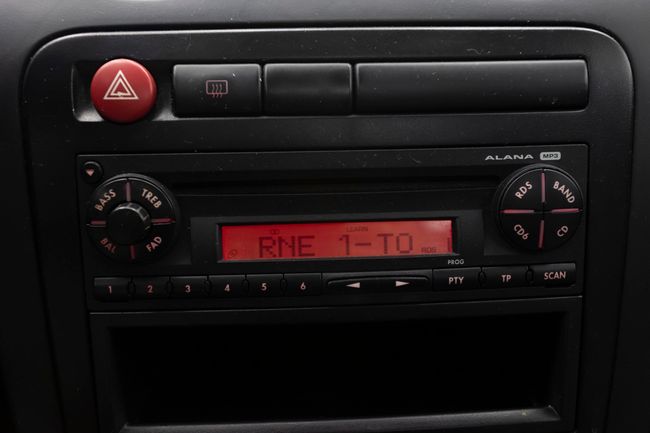 ALANA MP3
BASS TREB
BAL FAD
RDS BAND
CD6 CD
LEARN
RNE 1-TO RDS
PROG
1 2 3 4 5 6 PTY TP SCAN